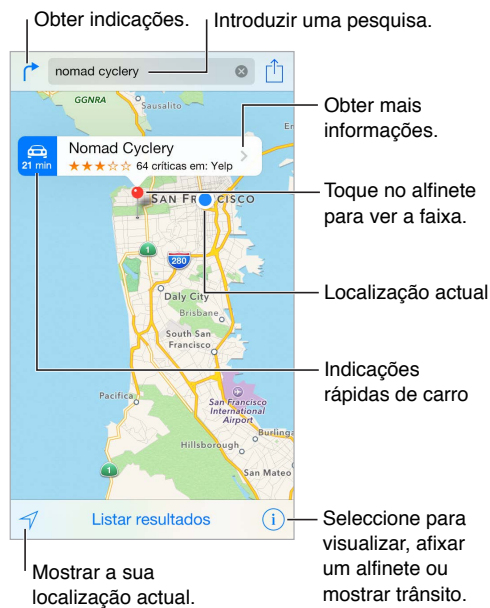 Obter indicações.
Introduzir uma pesquisa.
nomad cyclery
GGNRA
Sausalito
Obter mais
informações.
Nomad Cyclery
21 min
64 críticas em: Yelp
Toque no alfinete
para ver a faixa.
SAN FRANCISCO
1
280
Localização actual
Daly City
Brisbane
South San
Francisco
Indicações
rápidas de carro
Pacifica
San Francisco
International
Airport
Burlinga
Hillsborough
1
San Mateo
Listar resultados
Seleccione para
visualizar, afixar
um alfinete ou
mostrar trânsito.
Mostrar a sua
localização actual.